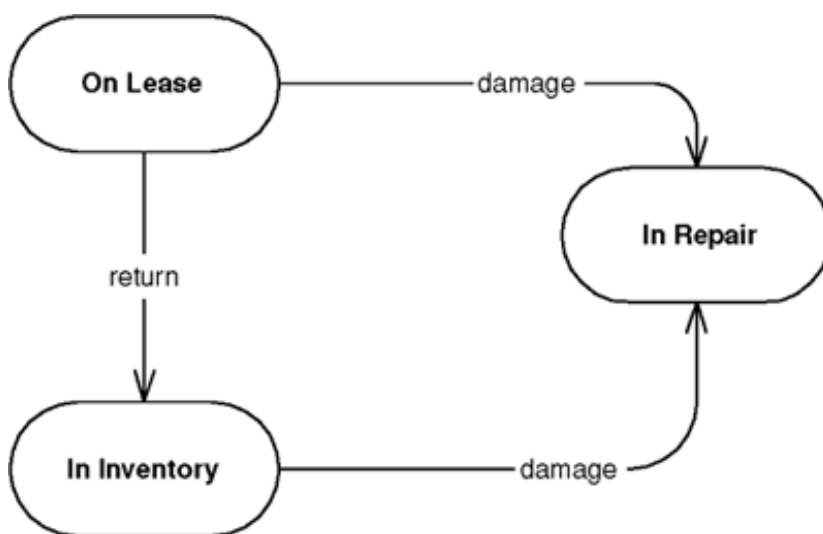 On Lease
damage
In Repair
return
In Inventory
damage